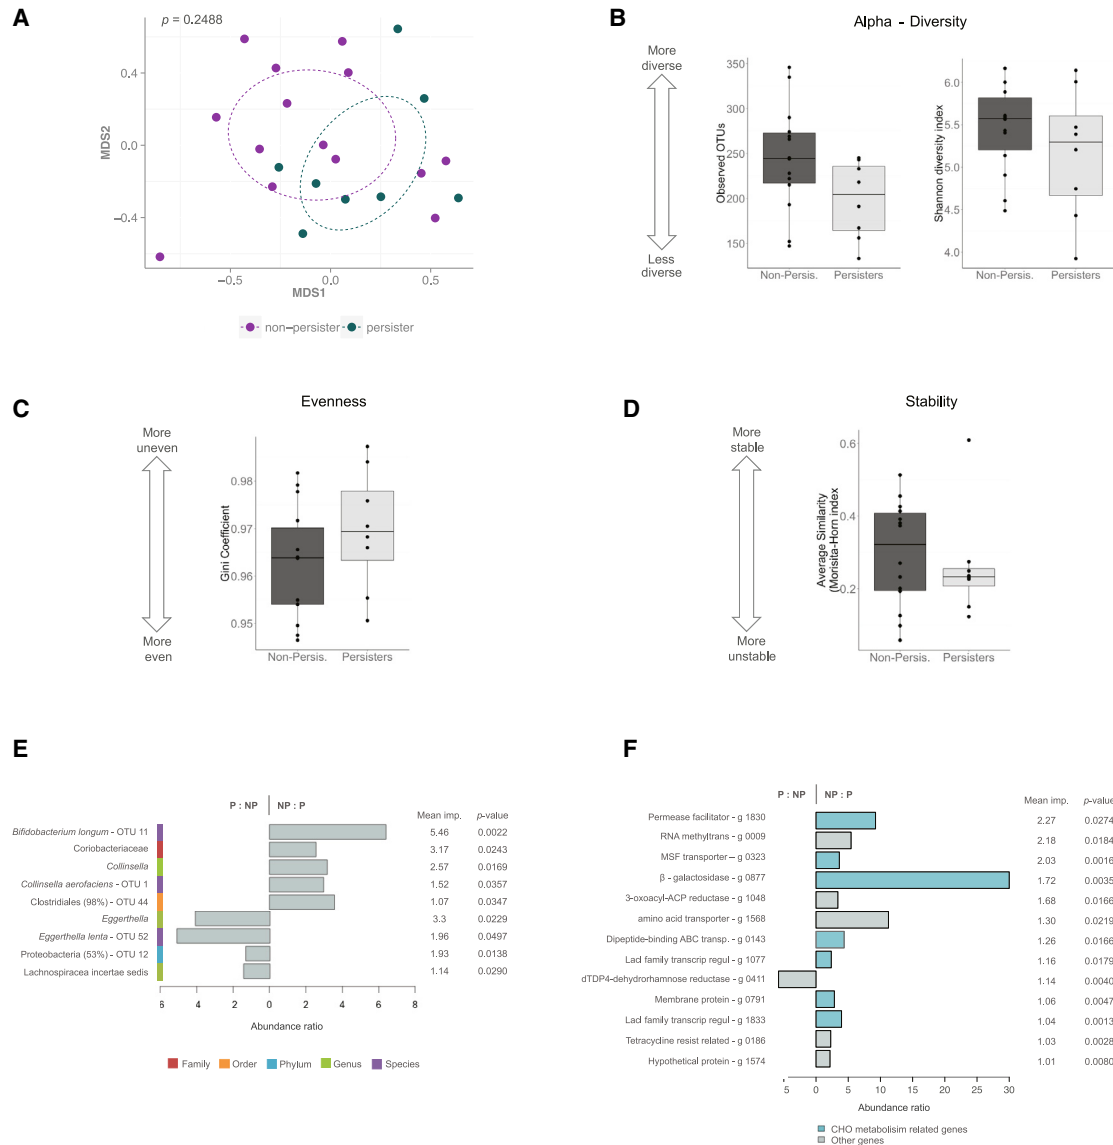 A
p = 0.2488
MDS2
0.4
0.0
−0.4
−0.5
0.0
0.5
MDS1
non−persister
persister
B
Alpha - Diversity
More
diverse
Less
diverse
Observed OTUs
350
300
250
200
150
Non-Persis.
Persisters
Shannon diversity index
6.0
5.5
5.0
4.5
4.0
Non-Persis.
Persisters
C
Evenness
More
uneven
More
even
Gini Coefficient
0.98
0.97
0.96
0.95
Non-Persis.
Persisters
D
Stability
More
stable
More
unstable
Average Similarity
(Morisita-Horn index
0.6
0.4
0.2
Non-Persis.
Persisters
E
P : NP
NP : P
Mean imp.
p-value
Bifidobacterium longum - OTU 11 5.46 0.0022
Coriobacteriaceae 3.17 0.0243
Collinsella 2.57 0.0169
Collinsella aerofaciens - OTU 1 1.52 0.0357
Clostridiales (98%) - OTU 44 1.07 0.0347
Eggerthella 3.3 0.0229
Eggerthella lenta - OTU 52 1.96 0.0497
Proteobacteria (53%) - OTU 12 1.93 0.0138
Lachnospiracea incertae sedis 1.14 0.0290
6 4 2 0 2 4 6 8
Abundance ratio
Family
Order
Phylum
Genus
Species
F
P : NP
NP : P
Mean imp.
p-value
Permease facilitator - g 1830 2.27 0.0274
RNA methyltrans - g 0009 2.18 0.0184
MSF transporter – g 0323 2.03 0.0016
β - galactosidase - g 0877 1.72 0.0035
3-oxoacyl-ACP reductase - g 1048 1.68 0.0166
amino acid transporter - g 1568 1.30 0.0219
Dipeptide-binding ABC transp. - g 0143 1.26 0.0166
LacI family transcrip regul - g 1077 1.16 0.0179
dTDP4-dehydrorhamnose reductase - g 0411 1.14 0.0040
Membrane protein - g 0791 1.06 0.0047
LacI family transcrip regul - g 1833 1.04 0.0013
Tetracycline resist related - g 0186 1.03 0.0028
Hypothetical protein - g 1574 1.01 0.0080
5 0 5 10 15 20 25 30
Abundance ratio
CHO metabolisim related genes
Other genes